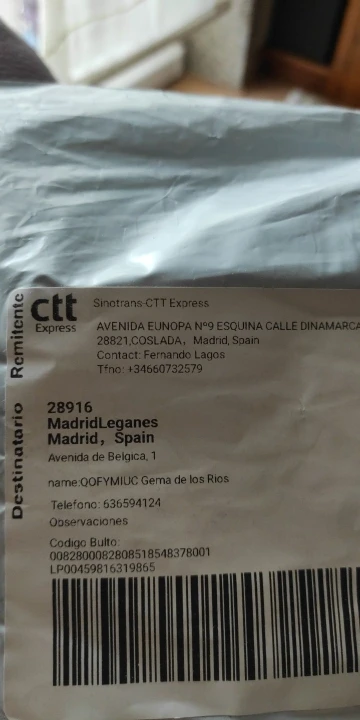 Remitente
ctt
Express
Sinotrans-CTT Express
AVENIDA EUNOPA Nº9 ESQUINA CALLE DINAMARCA
28821,COSLADA, Madrid, Spain
Contact: Fernando Lagos
Tfno: +34660732579
Destinatario
28916
MadridLeganes
Madrid, Spain
Avenida de Belgica, 1
name:QOFYMIUC Gema de los Rios
Telefono: 636594124
Observaciones
Codigo Bulto:
0082800082808518548378001
LP00459816319865